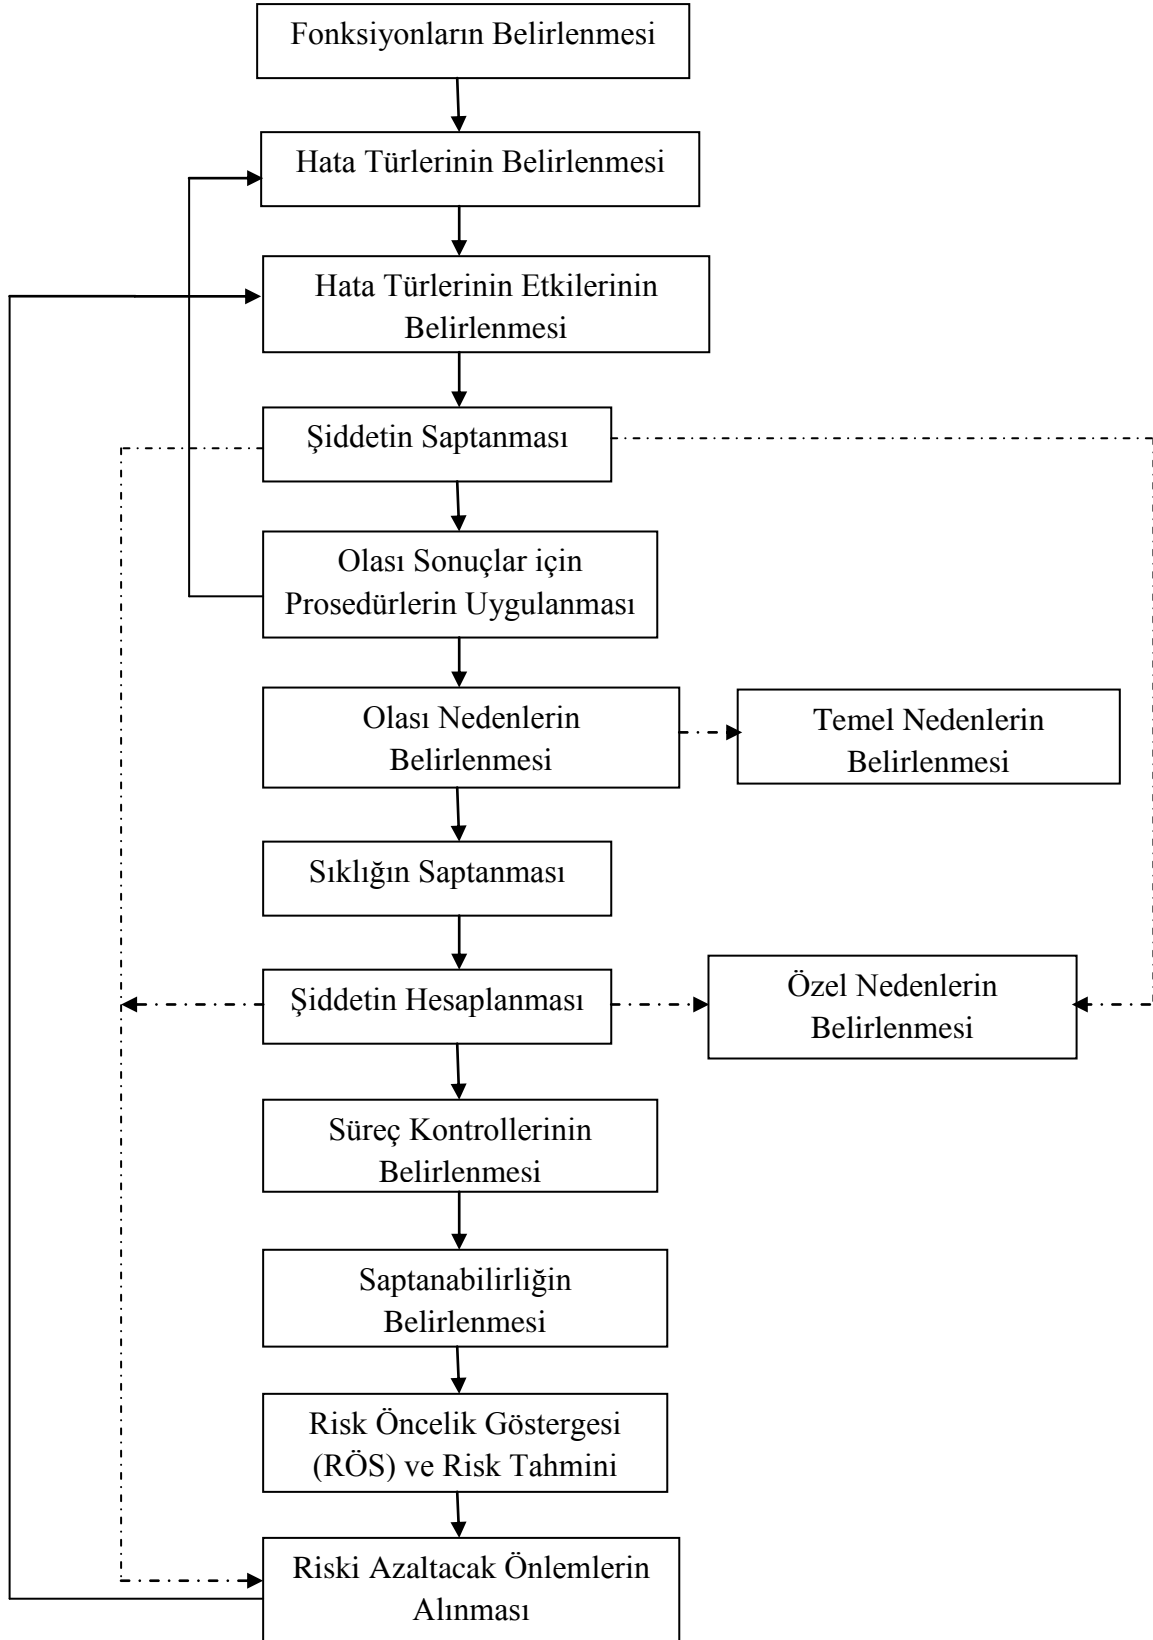 Fonksiyonların Belirlenmesi
Hata Türlerinin Belirlenmesi
Hata Türlerinin Etkilerinin
Belirlenmesi
Şiddetin Saptanması
Olası Sonuçlar için
Prosedürlerin Uygulanması
Olası Nedenlerin
Belirlenmesi
Temel Nedenlerin
Belirlenmesi
Sıklığın Saptanması
Şiddetin Hesaplanması
Özel Nedenlerin
Belirlenmesi
Süreç Kontrollerinin
Belirlenmesi
Saptanabilirliğin
Belirlenmesi
Risk Öncelik Göstergesi
(RÖS) ve Risk Tahmini
Riski Azaltacak Önlemlerin
Alınması